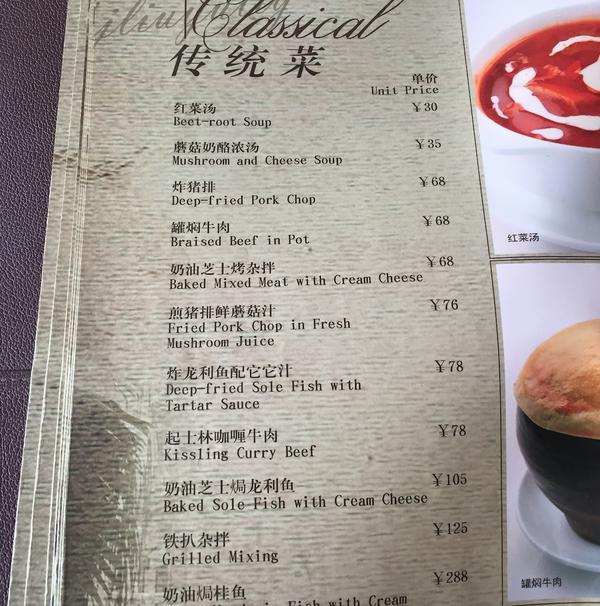 Classical
传统菜
单价
Unit Price
红菜汤 ￥30
Beet-root Soup
蘑菇奶酪浓汤 ￥35
Mushroom and Cheese Soup
炸猪排 ￥68
Deep-fried Pork Chop
罐焖牛肉 ￥68
Braised Beef in Pot
奶油芝士烤杂拌 ￥68
Baked Mixed Meat with Cream Cheese
煎猪排鲜蘑菇汁 ￥76
Fried Pork Chop in Fresh
Mushroom Juice
炸龙利鱼配它它汁 ￥78
Deep-fried Sole Fish with
Tartar Sauce
起士林咖喱牛肉 ￥78
Kissling Curry Beef
奶油芝士焗龙利鱼 ￥105
Baked Sole Fish with Cream Cheese
铁扒杂拌 ￥125
Grilled Mixing
奶油焗桂鱼 ￥288
Fish with Cream
红菜汤
罐焖牛肉